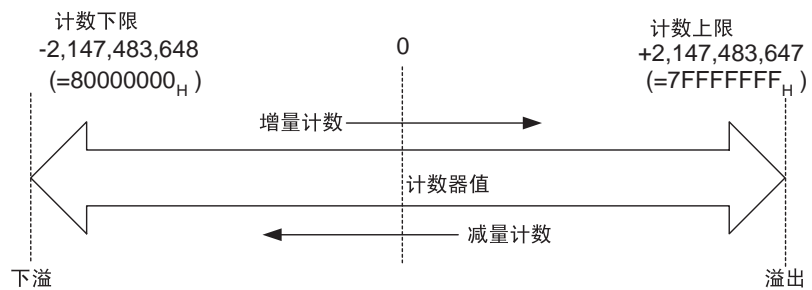 计数下限
-2,147,483,648
(=80000000H )
0
计数上限
+2,147,483,647
(=7FFFFFFFH )
增量计数
计数器值
减量计数
下溢
溢出